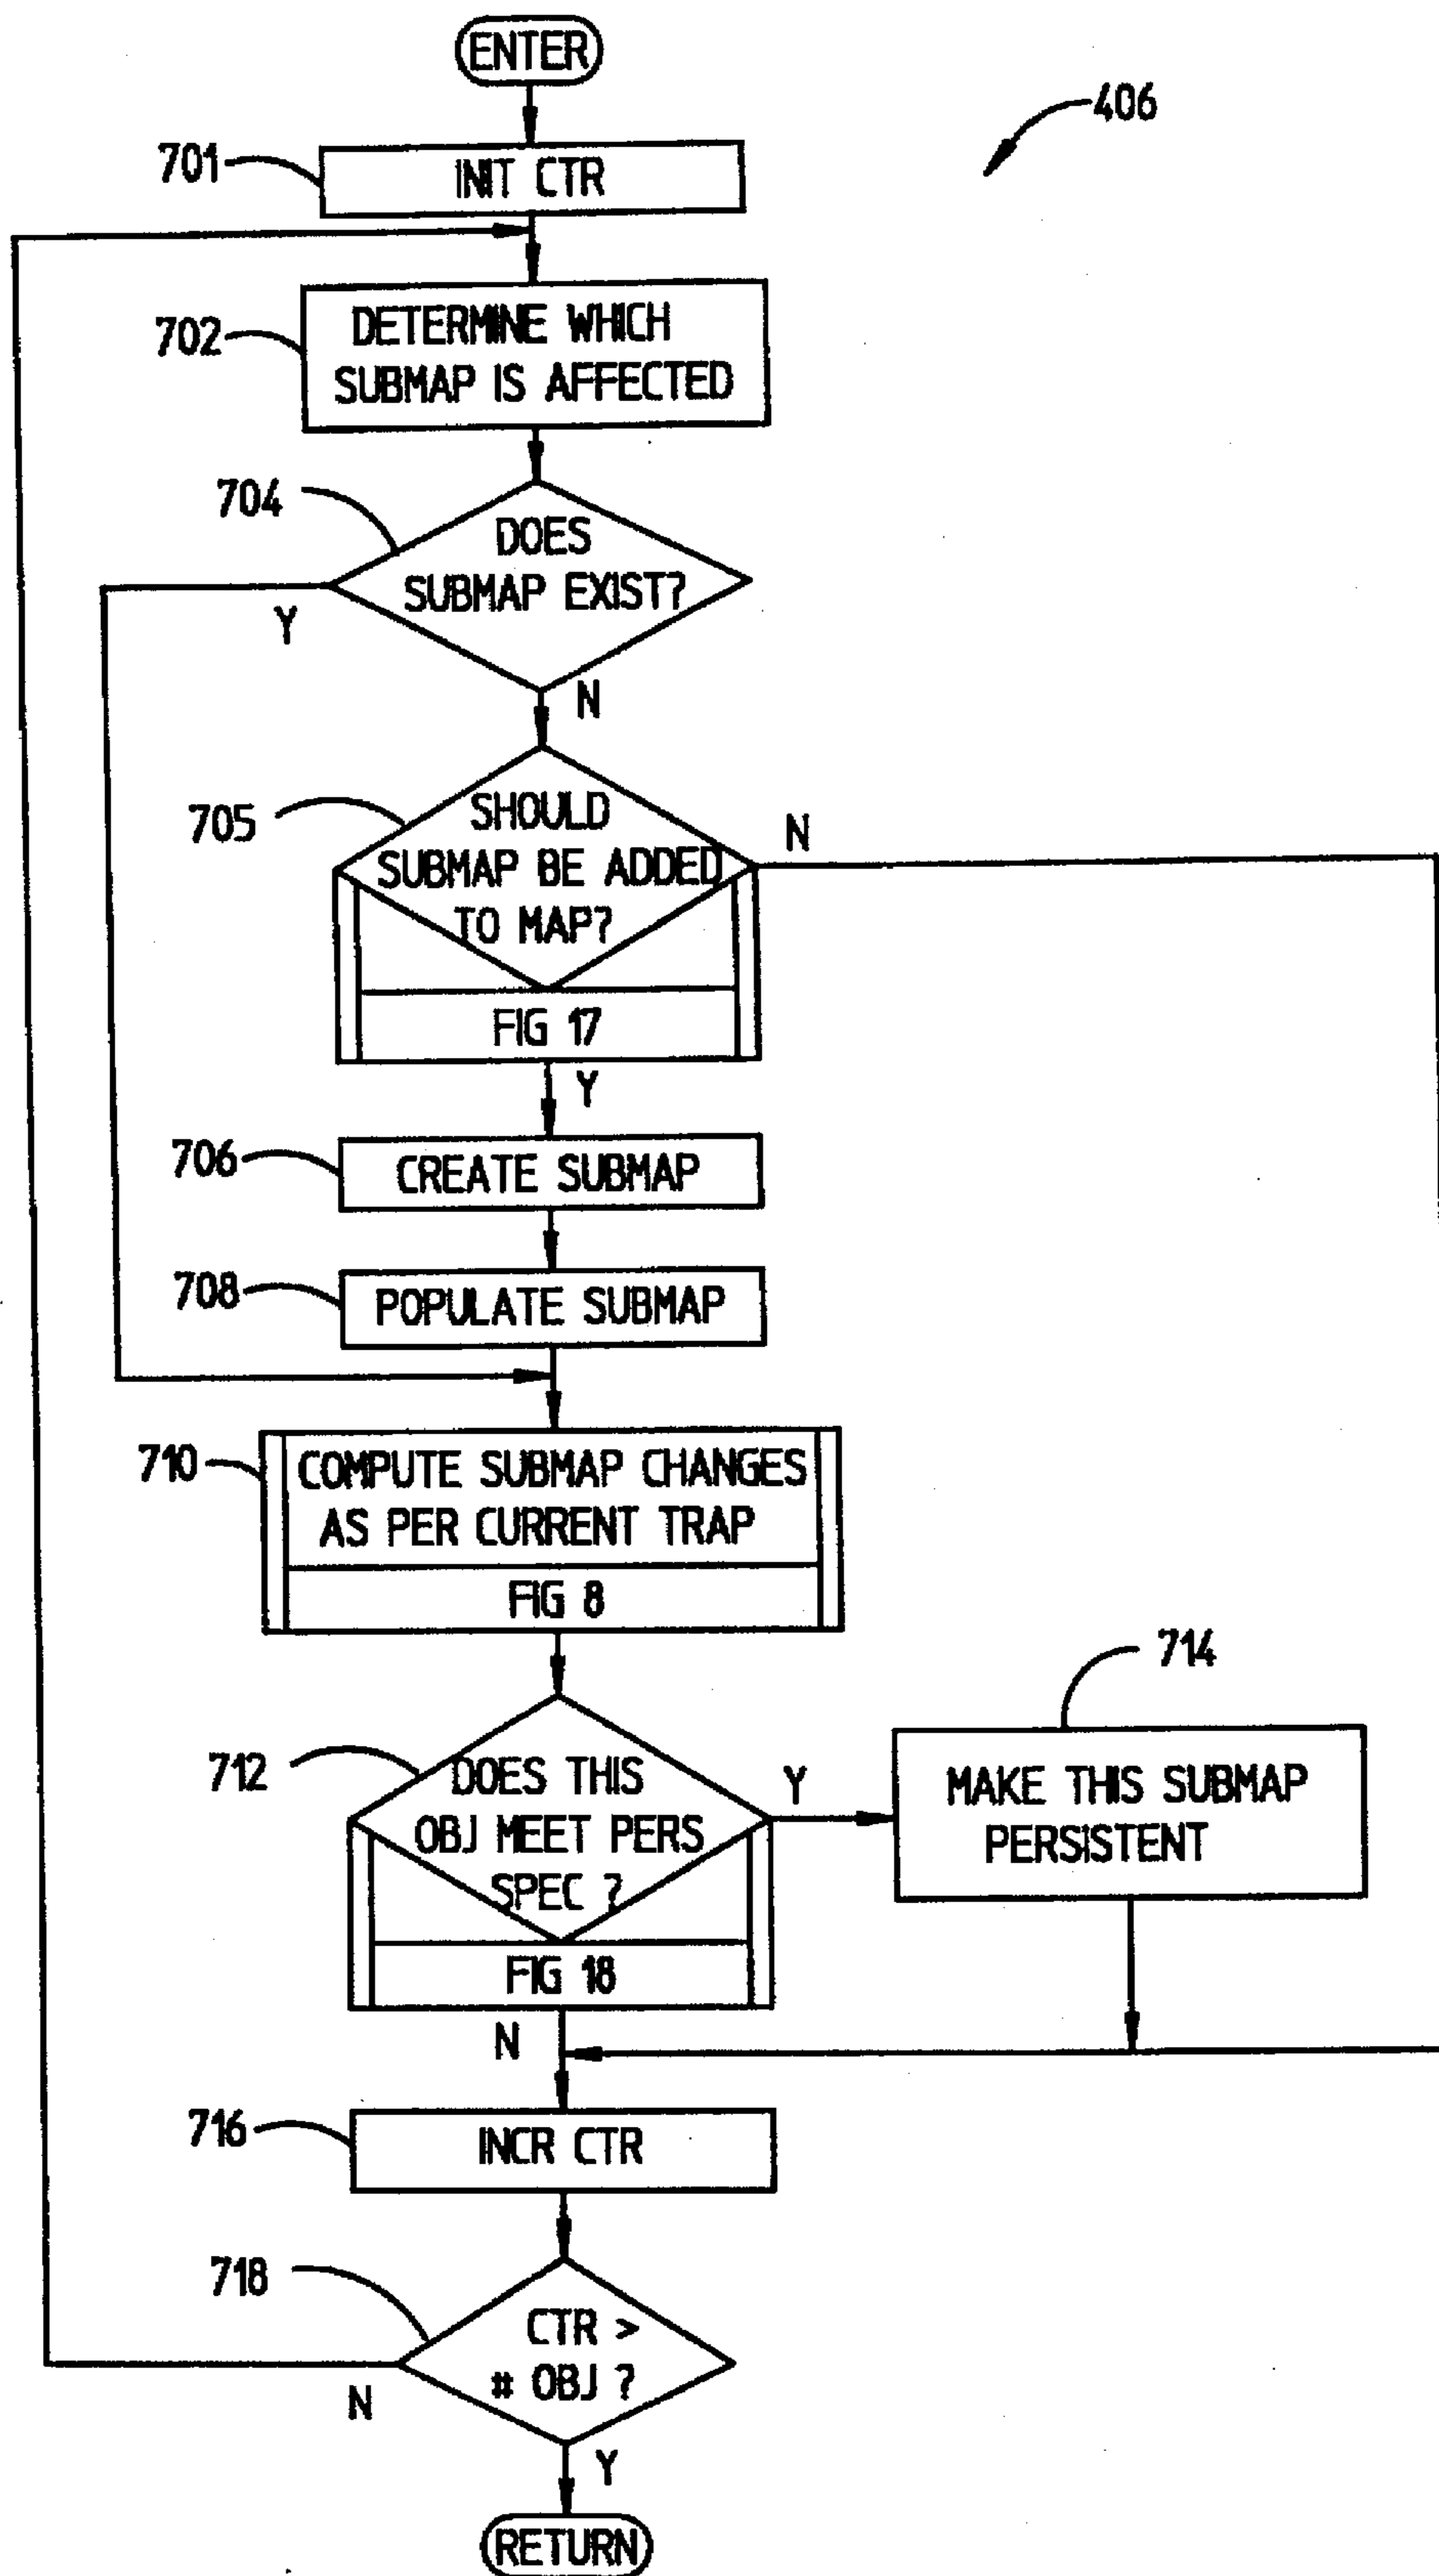 ENTER
406
701
INIT CTR
702
DETERMINE WHICH
SUBMAP IS AFFECTED
704
DOES
SUBMAP EXIST?
Y
N
705
SHOULD
SUBMAP BE ADDED
TO MAP?
N
FIG 17
Y
706
CREATE SUBMAP
708
POPULATE SUBMAP
710
COMPUTE SUBMAP CHANGES
AS PER CURRENT TRAP
FIG 8
714
712
DOES THIS
OBJ MEET PERS
SPEC ?
Y
MAKE THIS SUBMAP
PERSISTENT
FIG 18
N
716
INCR CTR
718
CTR >
# OBJ ?
N
Y
RETURN